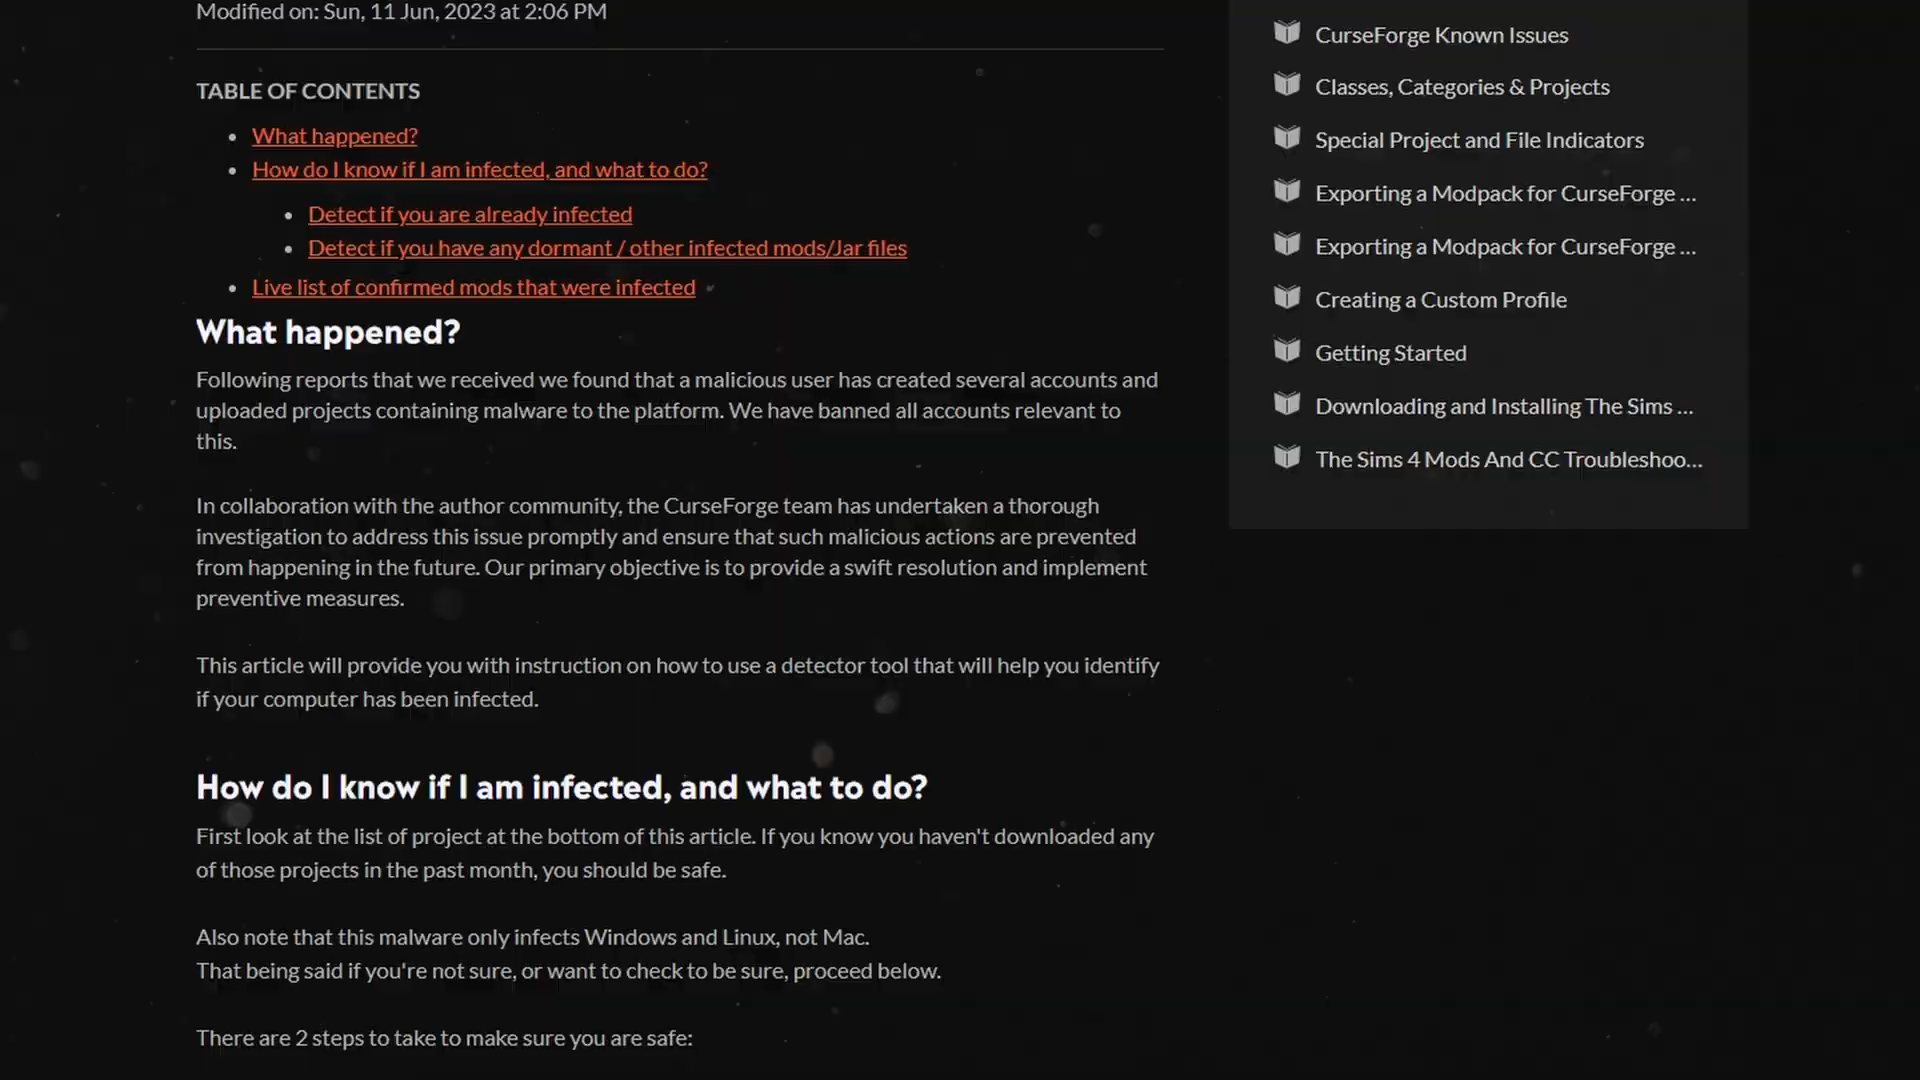 Modified on: Sun, 11 Jun, 2023 at 2:06 PM
TABLE OF CONTENTS
What happened?
How do I know if I am infected, and what to do?
Detect if you are already infected
Detect if you have any dormant / other infected mods/Jar files
Live list of confirmed mods that were infected
What happened?
Following reports that we received we found that a malicious user has created several accounts and
uploaded projects containing malware to the platform. We have banned all accounts relevant to
this.
In collaboration with the author community, the CurseForge team has undertaken a thorough
investigation to address this issue promptly and ensure that such malicious actions are prevented
from happening in the future. Our primary objective is to provide a swift resolution and implement
preventive measures.
This article will provide you with instruction on how to use a detector tool that will help you identify
if your computer has been infected.
How do I know if I am infected, and what to do?
First look at the list of project at the bottom of this article. If you know you haven't downloaded any
of those projects in the past month, you should be safe.
Also note that this malware only infects Windows and Linux, not Mac.
That being said if you're not sure, or want to check to be sure, proceed below.
There are 2 steps to take to make sure you are safe:
CurseForge Known Issues
Classes, Categories & Projects
Special Project and File Indicators
Exporting a Modpack for CurseForge ...
Exporting a Modpack for CurseForge ...
Creating a Custom Profile
Getting Started
Downloading and Installing The Sims ...
The Sims 4 Mods And CC Troubleshoo...